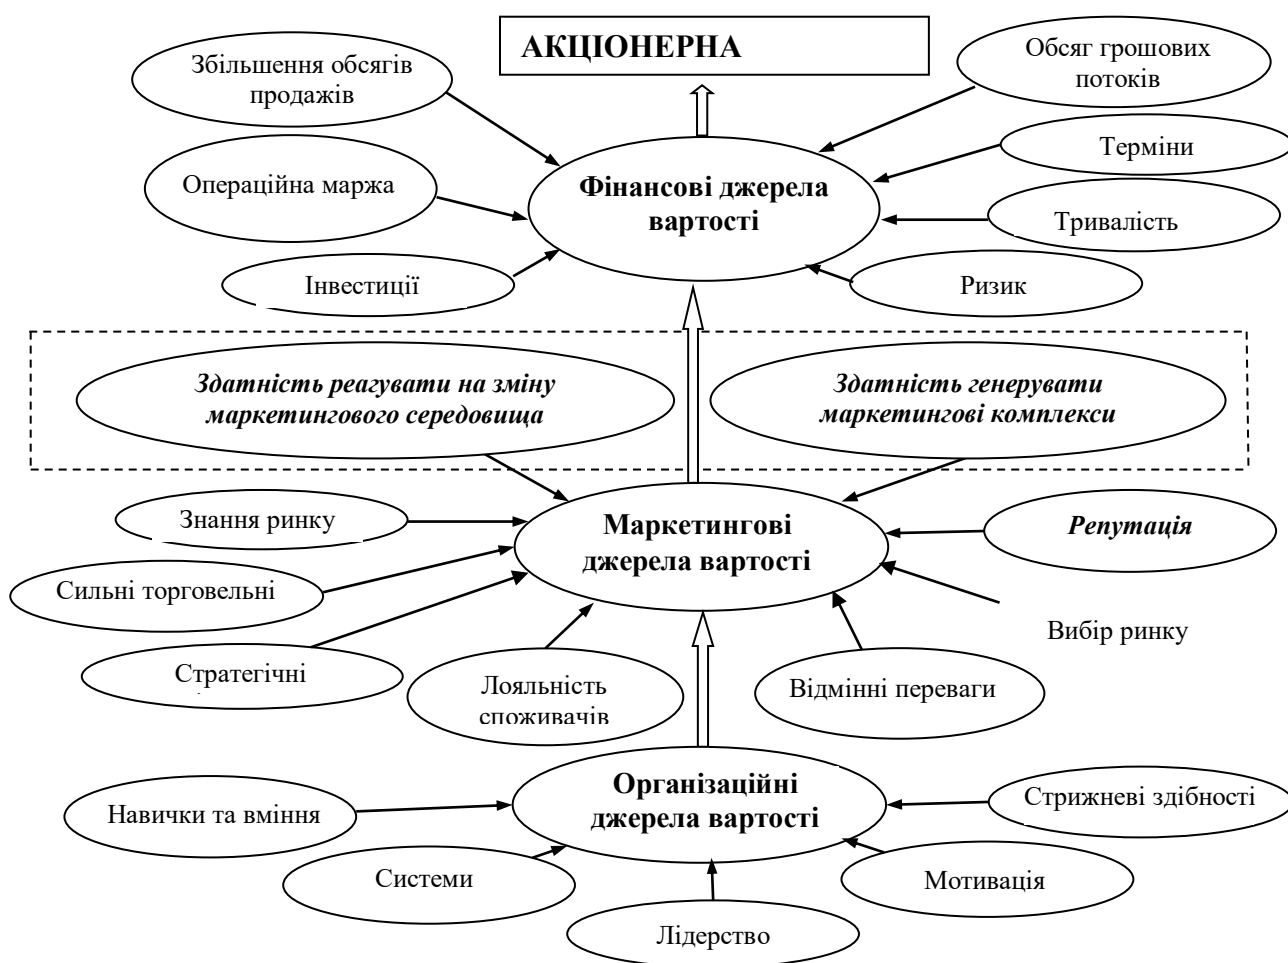 АКЦІОНЕРНА
Збільшення обсягів
продажів
Обсяг грошових
потоків
Терміни
Операційна маржа
Фінансові джерела
вартості
Тривалість
Інвестиції
Ризик
Здатність реагувати на зміну
маркетингового середовища
Здатність генерувати
маркетингові комплекси
Знання ринку
Маркетингові
джерела вартості
Репутація
Сильні торговельні
Вибір ринку
Стратегічні
Лояльність
споживачів
Відмінні переваги
Організаційні
джерела вартості
Навички та вміння
Стрижневі здібності
Системи
Мотивація
Лідерство